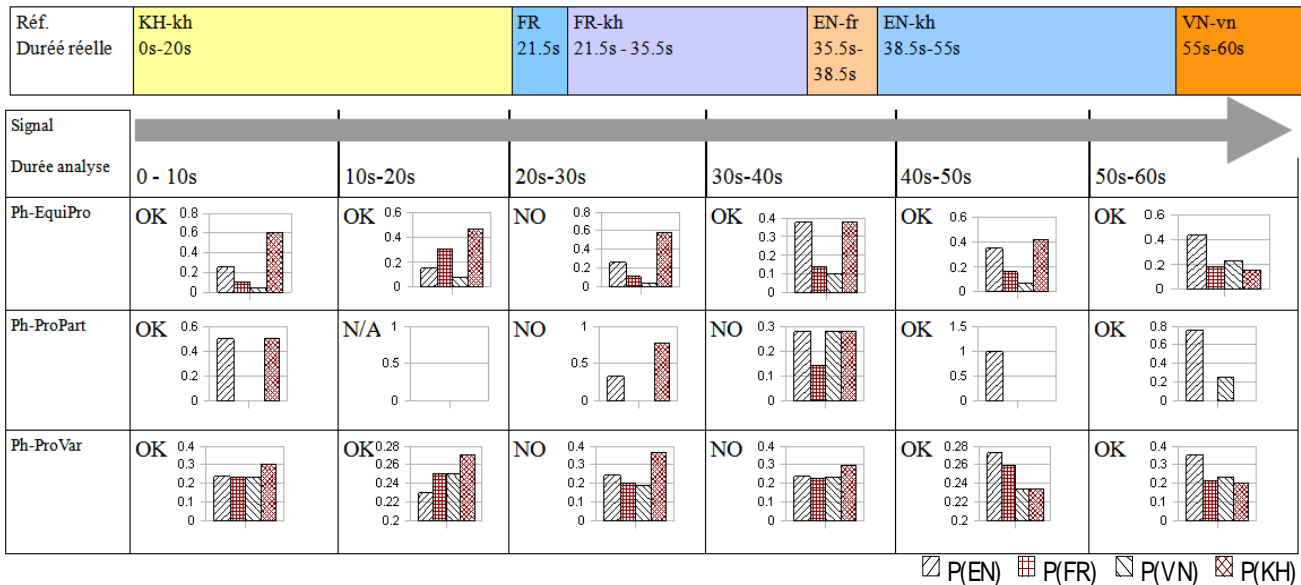 Réf. KH-kh FR FR-kh EN-fr EN-kh VN-vn
Duréé réelle 0s-20s 21.5s 21.5s - 35.5s 35.5s- 38.5s-55s 55s-60s
38.5s
Signal
Durée analyse 0 - 10s 10s-20s 20s-30s 30s-40s 40s-50s 50s-60s
Ph-EquiPro
OK 0.8 0.6 0.4 0.2 0
OK 0.6 0.4 0.2 0
NO 0.8 0.6 0.4 0.2 0
OK 0.4 0.3 0.2 0.1 0
OK 0.6 0.4 0.2 0
OK 0.6 0.4 0.2 0
Ph-ProPart
OK 0.6 0.4 0.2 0
N/A 1 0.5 0
NO 1 0.5 0
NO 0.3 0.2 0.1 0
OK 1.5 1 0.5 0
OK 0.8 0.6 0.4 0.2 0
Ph-ProVar
OK 0.4 0.3 0.2 0.1 0
OK 0.28 0.26 0.24 0.22 0.2
NO 0.4 0.3 0.2 0.1 0
NO 0.4 0.3 0.2 0.1 0
OK 0.28 0.26 0.24 0.22 0.2
OK 0.4 0.3 0.2 0.1 0
P(EN) P(FR) P(VN) P(KH)